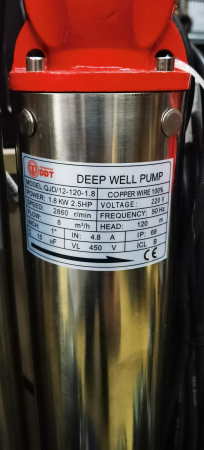 DDT
DEEP WELL PUMP
MODEL: QJD/12-120-1.8 COPPER WIRE 100%
POWER: 1.8 KW 2.5HP VOLTAGE: 220 V
SPEED: 2860 r/min FREQUENCY: 50 Hz
FLOW: 8 m³/h HEAD: 120 m
INCH: 1" IN: 4.8 A IP: 68
uF VL 450 V ICL B
CE